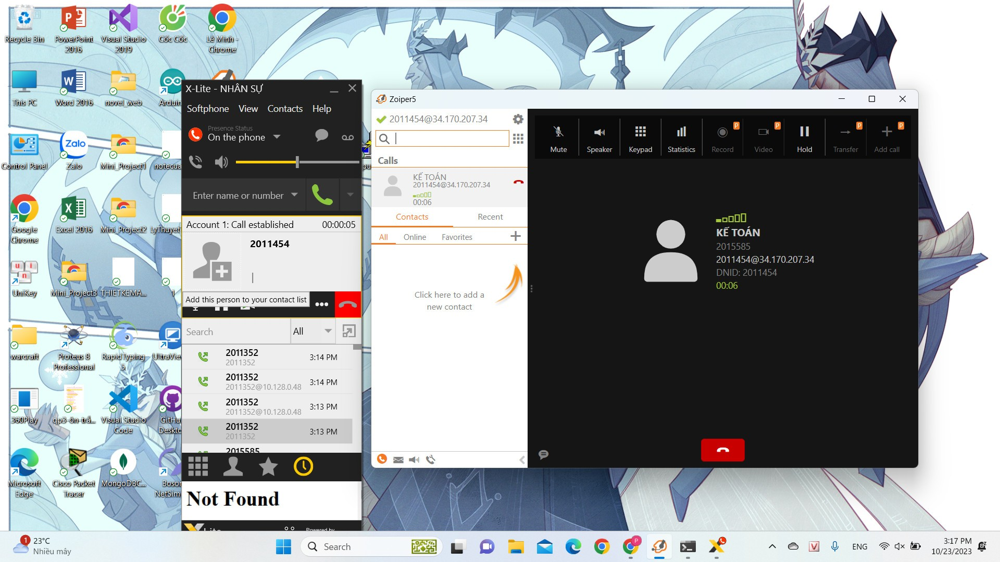 Recycle Bin
PowerPoint 2016
Visual Studio 2019
Cốc Cốc
Lê Minh - Chrome
This PC
Word 2016
novel_web
Arduin
Control Panel
Zalo
Zalo
Mini_Project1
notecua
Google Chrome
Excel 2016
Mini_Project2
LyThuyet
UniKey
Mini_Project3
THIETKEMA...
1
warcraft
Proteus 8 Professional
RapidTyping 5
UltraVie
360Play
qp3-ôn-trắ...
Visual Studio Code
GitHu
Deskto
Microsoft Edge
Cisco Packet Tracer
MongoDBC...
Boson
NetSim
X-Lite - NHÂN SỰ
Softphone View Contacts Help
Presence Status
On the phone
Enter name or number
Account 1: Call established 00:00:05
2011454
Add this person to your contact list
Search All
2011352
2011352
3:14 PM
2011352
2011352@10.128.0.48
3:14 PM
2011352
2011352@10.128.0.48
3:13 PM
2011352
2011352
3:13 PM
2015585
Not Found
Powered by
Zoiper5
2011454@34.170.207.34
Calls
KẾ TOÁN
2011454@34.170.207.34
00:06
Contacts Recent
All Online Favorites
Click here to add a
new contact
Mute Speaker Keypad Statistics Record Video Hold Transfer Add call
P P P P
KẾ TOÁN
2015585
2011454@34.170.207.34
DNID: 2011454
00:06
1
23°C
Nhiều mây
Search
P
V
ENG
3:17 PM
10/23/2023